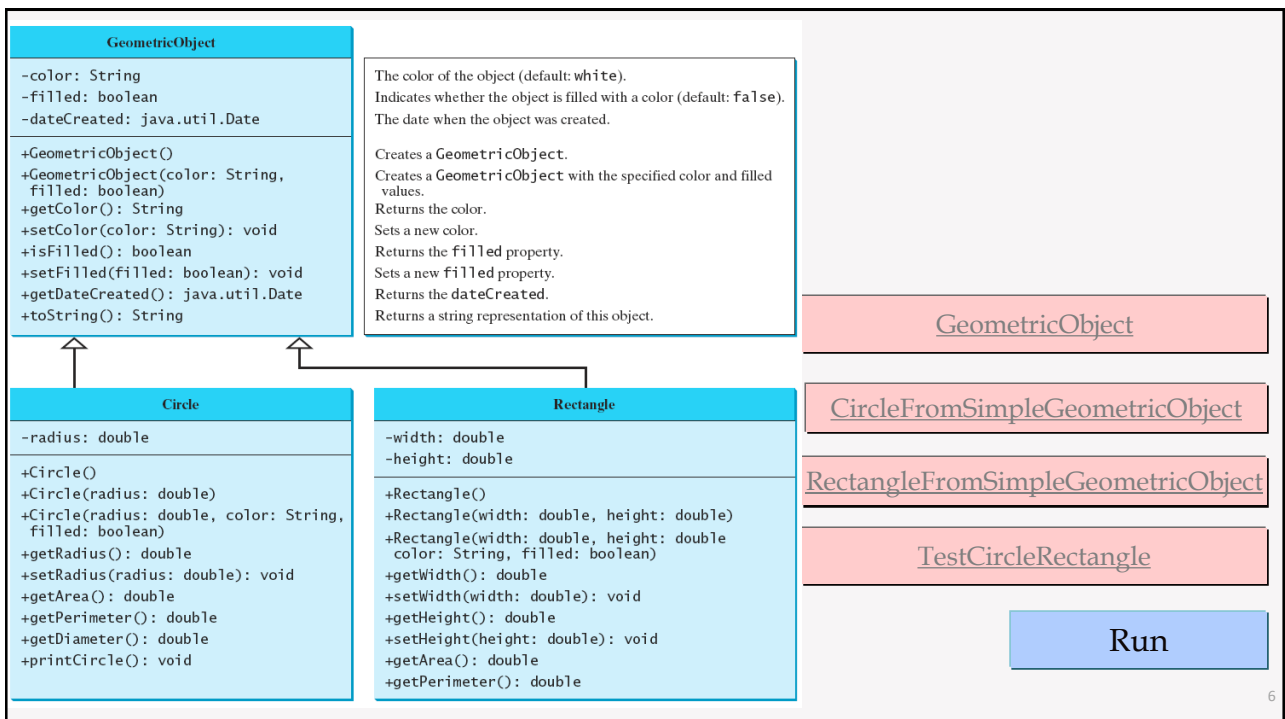 GeometricObject
-color: String
-filled: boolean
-dateCreated: java.util.Date
+GeometricObject()
+GeometricObject(color: String,
filled: boolean)
+getColor(): String
+setColor(color: String): void
+isFilled(): boolean
+setFilled(filled: boolean): void
+getDateCreated(): java.util.Date
+toString(): String
The color of the object (default: white).
Indicates whether the object is filled with a color (default: false).
The date when the object was created.
Creates a GeometricObject.
Creates a GeometricObject with the specified color and filled
values.
Returns the color.
Sets a new color.
Returns the filled property.
Sets a new filled property.
Returns the dateCreated.
Returns a string representation of this object.
Circle
-radius: double
+Circle()
+Circle(radius: double)
+Circle(radius: double, color: String,
filled: boolean)
+getRadius(): double
+setRadius(radius: double): void
+getArea(): double
+getPerimeter(): double
+getDiameter(): double
+printCircle(): void
Rectangle
-width: double
-height: double
+Rectangle()
+Rectangle(width: double, height: double)
+Rectangle(width: double, height: double
color: String, filled: boolean)
+getWidth(): double
+setWidth(width: double): void
+getHeight(): double
+setHeight(height: double): void
+getArea(): double
+getPerimeter(): double
GeometricObject
CircleFromSimpleGeometricObject
RectangleFromSimpleGeometricObject
TestCircleRectangle
Run
6